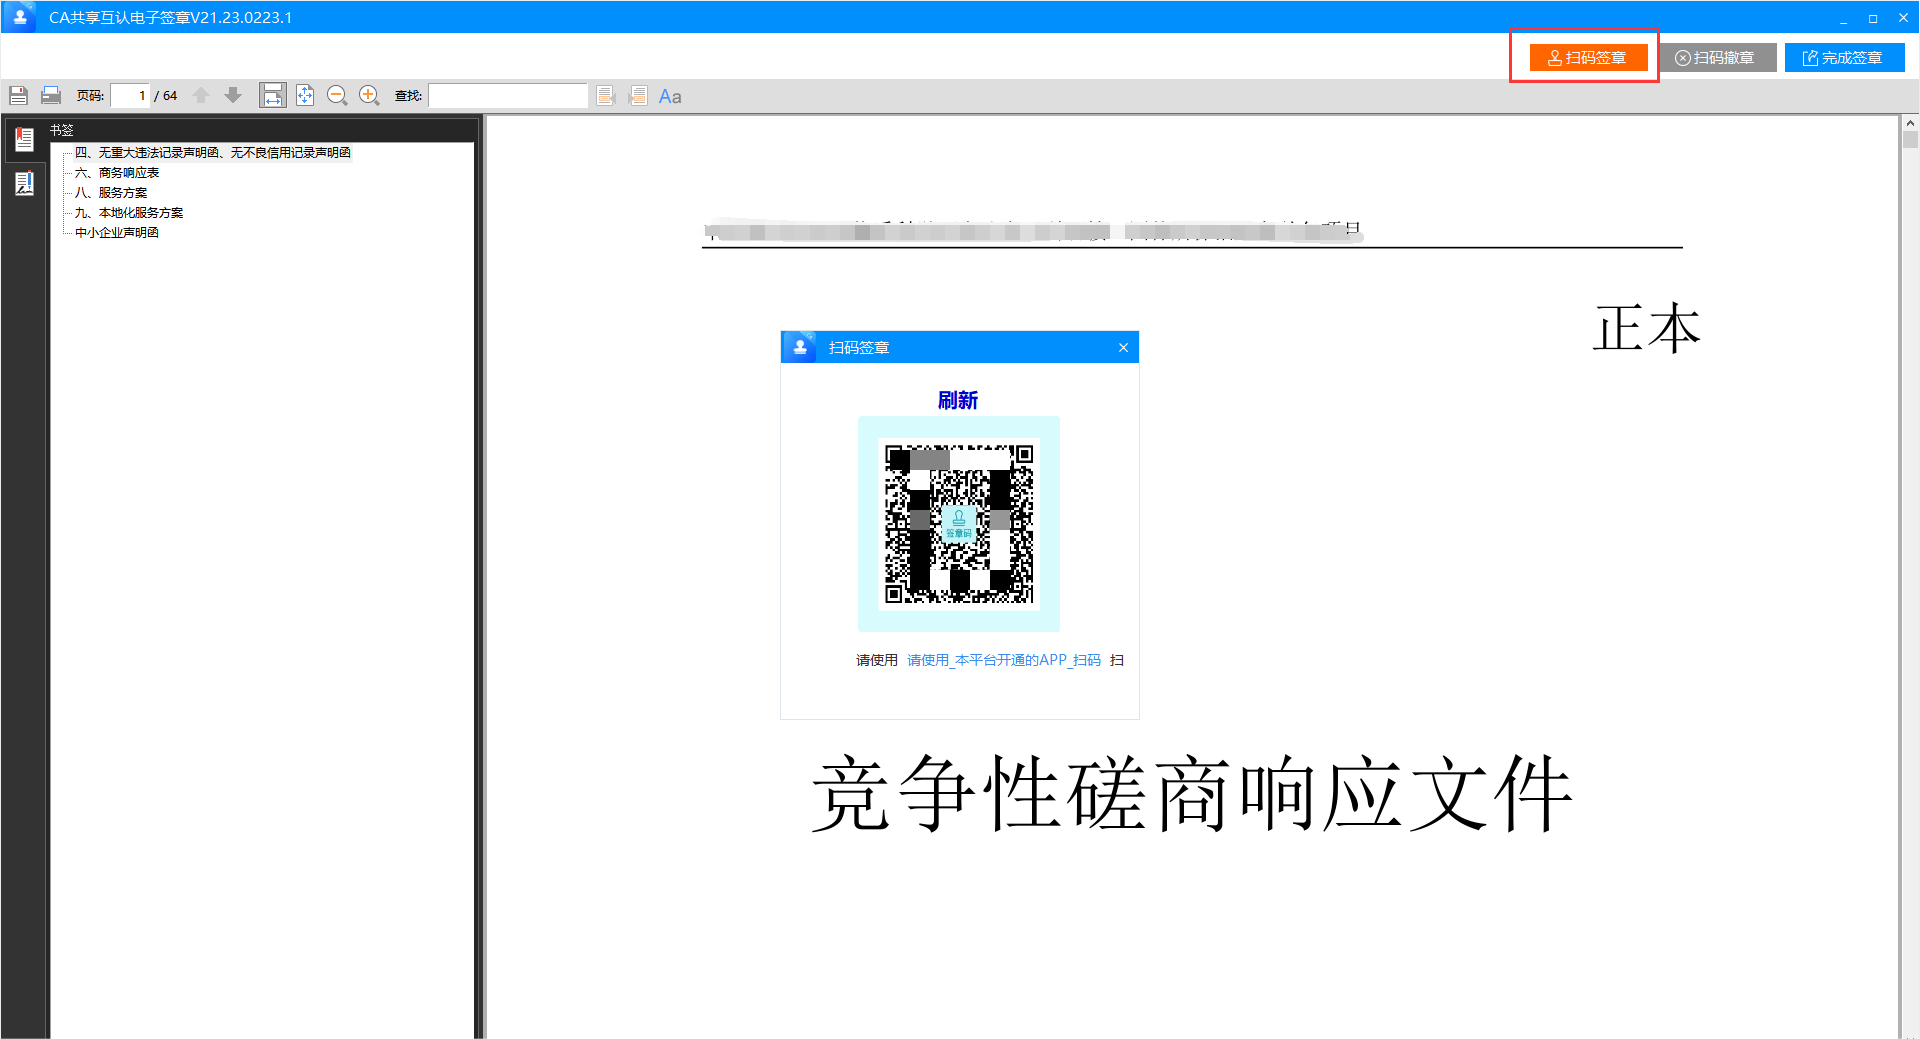 CA共享互认电子签章V21.23.0223.1
扫码签章
扫码撤章
完成签章
页码: 1 / 64
查找:
Aa
书签
四、无重大违法记录声明函、无不良信用记录声明函
六、商务响应表
八、服务方案
九、本地化服务方案
中小企业声明函
正本
扫码签章
刷新
签章码
请使用 请使用_本平台开通的APP_扫码 扫
竞争性磋商响应文件